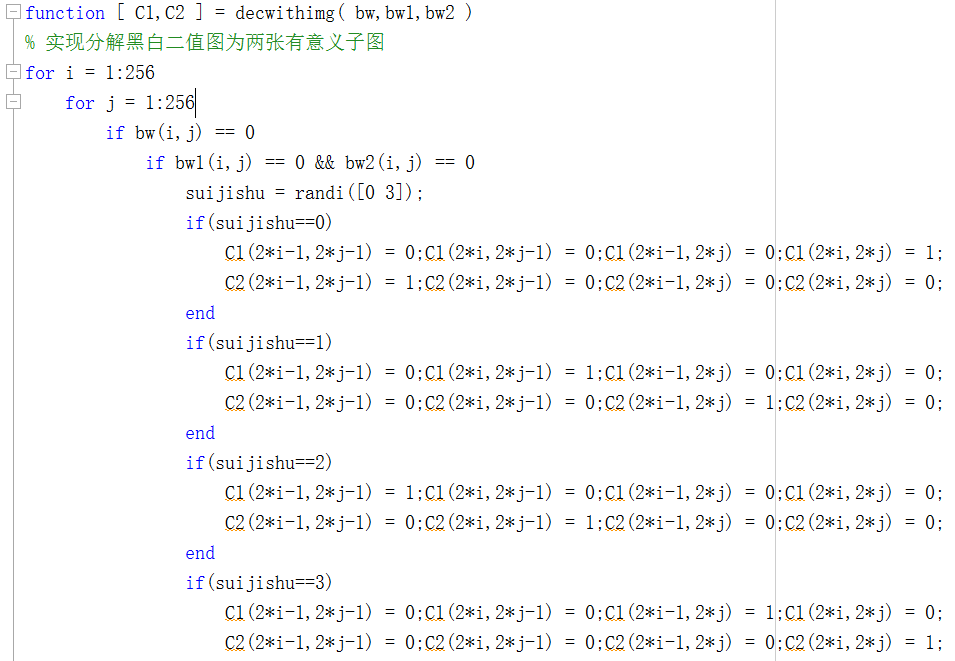 function [ C1,C2 ] = decwithimg( bw,bw1,bw2 )
% 实现分解黑白二值图为两张有意义子图
for i = 1:256
for j = 1:256
if bw(i,j) == 0
if bw1(i,j) == 0 && bw2(i,j) == 0
suijishu = randi([0 3]);
if(suijishu==0)
C1(2*i-1,2*j-1) = 0;C1(2*i,2*j-1) = 0;C1(2*i-1,2*j) = 0;C1(2*i,2*j) = 1;
C2(2*i-1,2*j-1) = 1;C2(2*i,2*j-1) = 0;C2(2*i-1,2*j) = 0;C2(2*i,2*j) = 0;
end
if(suijishu==1)
C1(2*i-1,2*j-1) = 0;C1(2*i,2*j-1) = 1;C1(2*i-1,2*j) = 0;C1(2*i,2*j) = 0;
C2(2*i-1,2*j-1) = 0;C2(2*i,2*j-1) = 0;C2(2*i-1,2*j) = 1;C2(2*i,2*j) = 0;
end
if(suijishu==2)
C1(2*i-1,2*j-1) = 1;C1(2*i,2*j-1) = 0;C1(2*i-1,2*j) = 0;C1(2*i,2*j) = 0;
C2(2*i-1,2*j-1) = 0;C2(2*i,2*j-1) = 1;C2(2*i-1,2*j) = 0;C2(2*i,2*j) = 0;
end
if(suijishu==3)
C1(2*i-1,2*j-1) = 0;C1(2*i,2*j-1) = 0;C1(2*i-1,2*j) = 1;C1(2*i,2*j) = 0;
C2(2*i-1,2*j-1) = 0;C2(2*i,2*j-1) = 0;C2(2*i-1,2*j) = 0;C2(2*i,2*j) = 1;